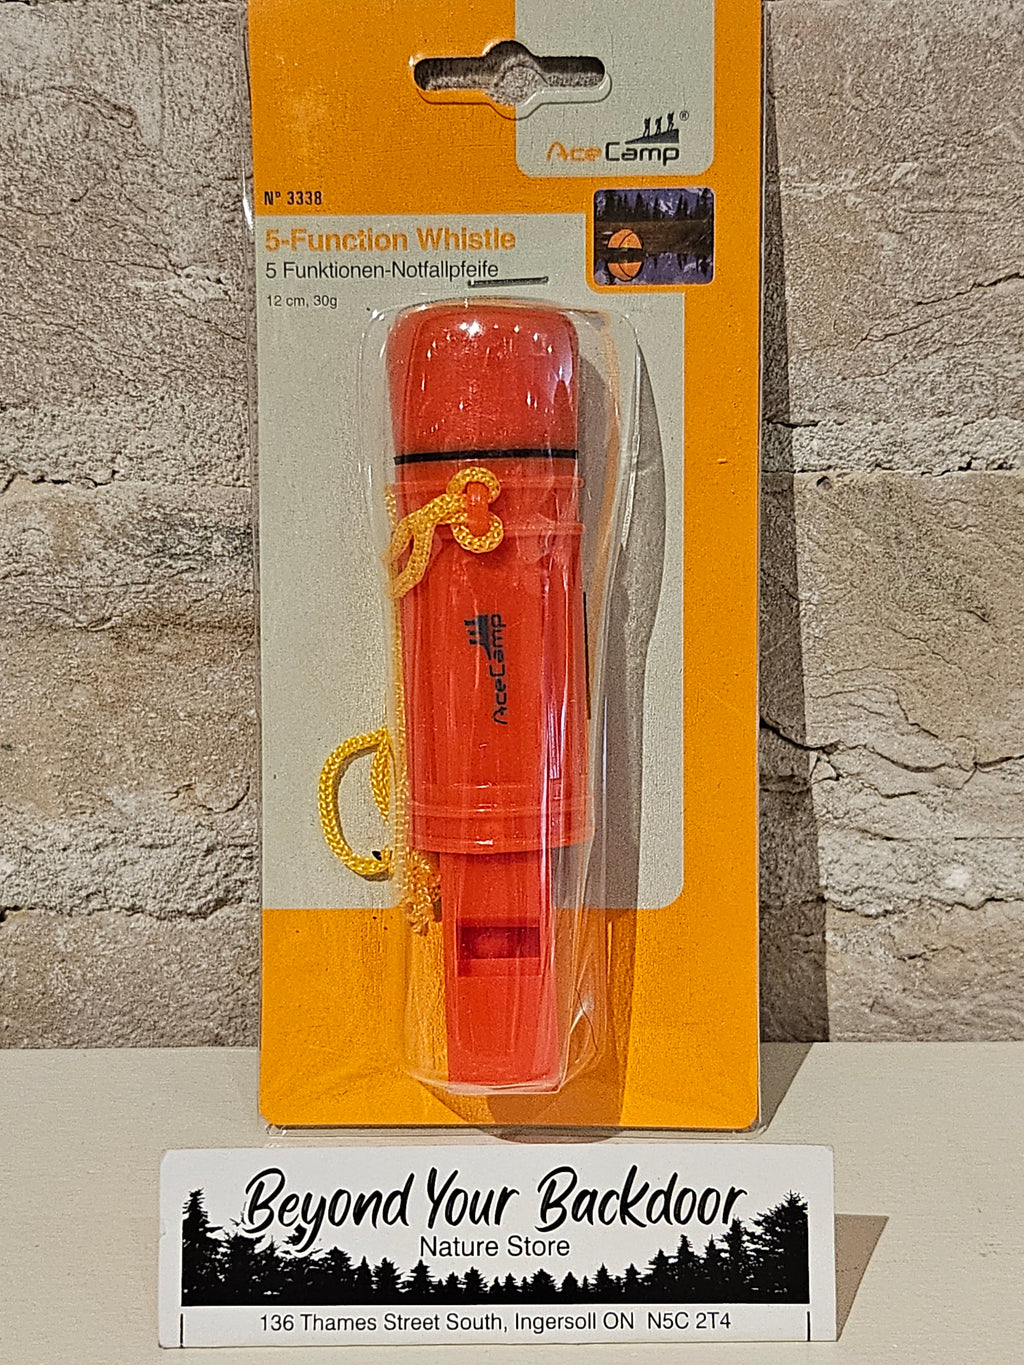 AceCamp®
N° 3338
5-Function Whistle
5 Funktionen-Notfallpfeife
12 cm, 30g
AceCamp
Beyond Your Backdoor
Nature Store
136 Thames Street South, Ingersoll ON N5C 2T4